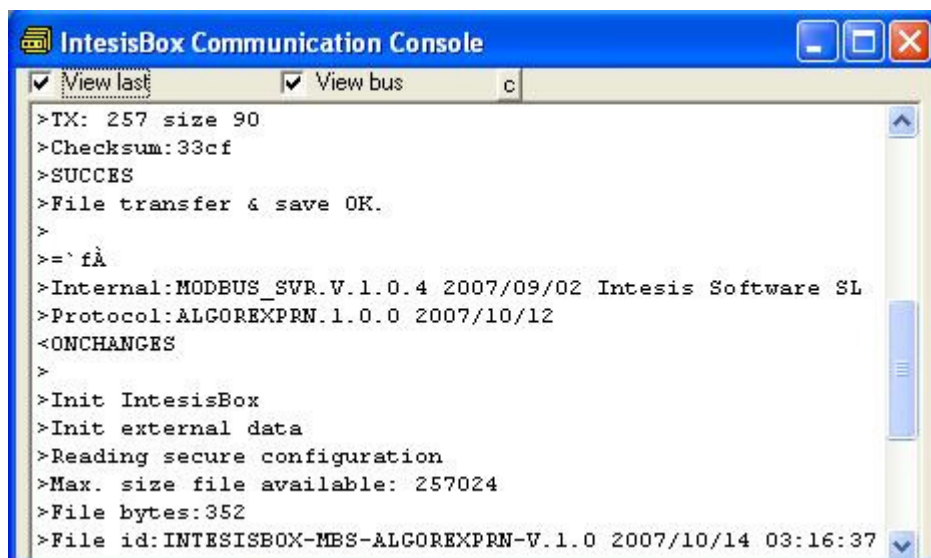 IntesisBox Communication Console
View last View bus c
>TX: 257 size 90
>Checksum:33cf
>SUCCES
>File transfer & save OK.
>
>=`fÀ
>Internal:MODBUS_SVR.V.1.0.4 2007/09/02 Intesis Software SL
>Protocol:ALGOREXPRN.1.0.0 2007/10/12
<ONCHANGES
>
>Init IntesisBox
>Init external data
>Reading secure configuration
>Max. size file available: 257024
>File bytes:352
>File id:INTESISBOX-MBS-ALGOREXPRN-V.1.0 2007/10/14 03:16:37